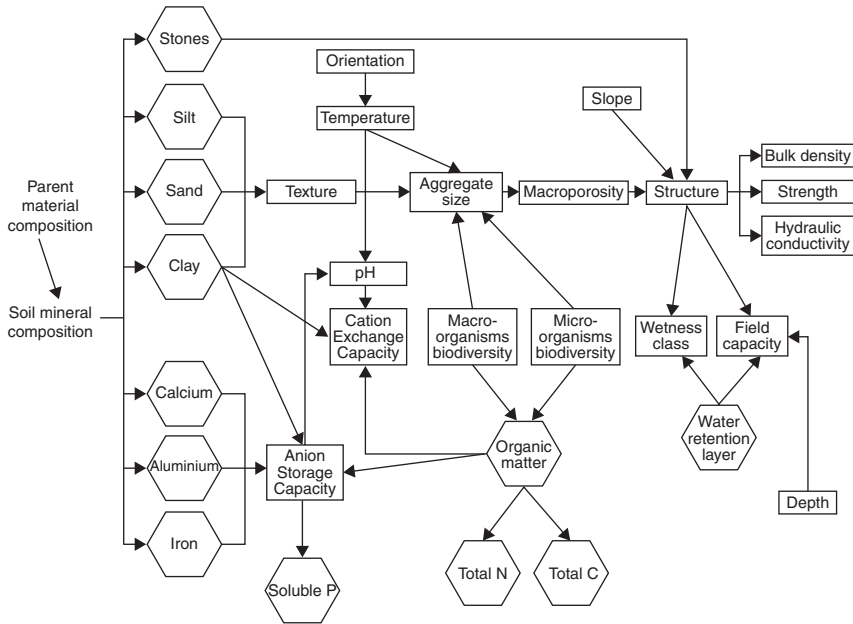 Stones
Orientation
Silt
Temperature
Slope
Bulk density
Parent
material
composition
Sand
Texture
Aggregate
size
Macroporosity
Structure
Strength
Hydraulic
conductivity
Clay
pH
Soil mineral
composition
Cation
Exchange
Capacity
Macro-
organisms
biodiversity
Micro-
organisms
biodiversity
Wetness
class
Field
capacity
Calcium
Water
retention
layer
Organic
matter
Aluminium
Anion
Storage
Capacity
Depth
Iron
Soluble P
Total N
Total C